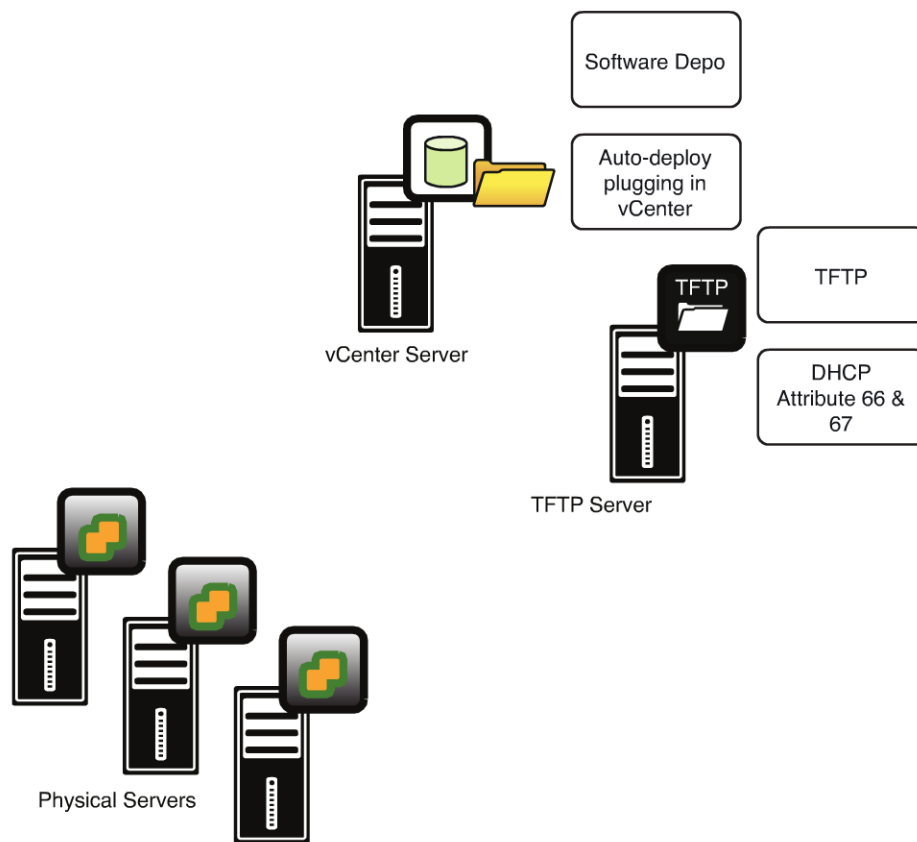 Software Depo
Auto-deploy
plugging in
vCenter
vCenter Server
TFTP
TFTP
DHCP
Attribute 66 &
67
TFTP Server
Physical Servers